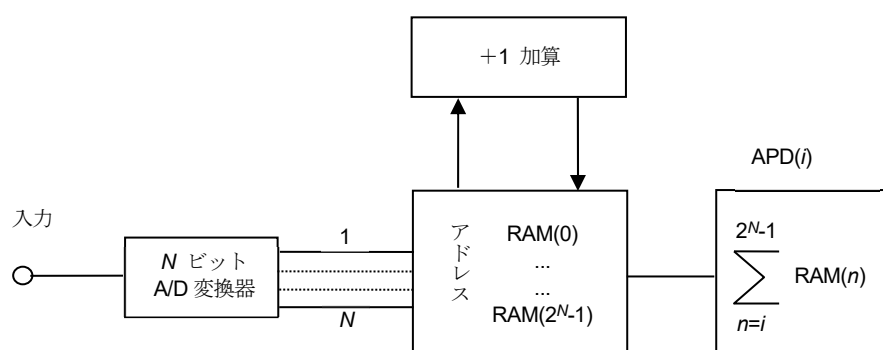 ＋1 加算
APD(i)
入力
N ビット
A/D 変換器
1
N
アドレス
RAM(0)
...
...
RAM(2^N-1)
2^N-1
∑ RAM(n)
n=i